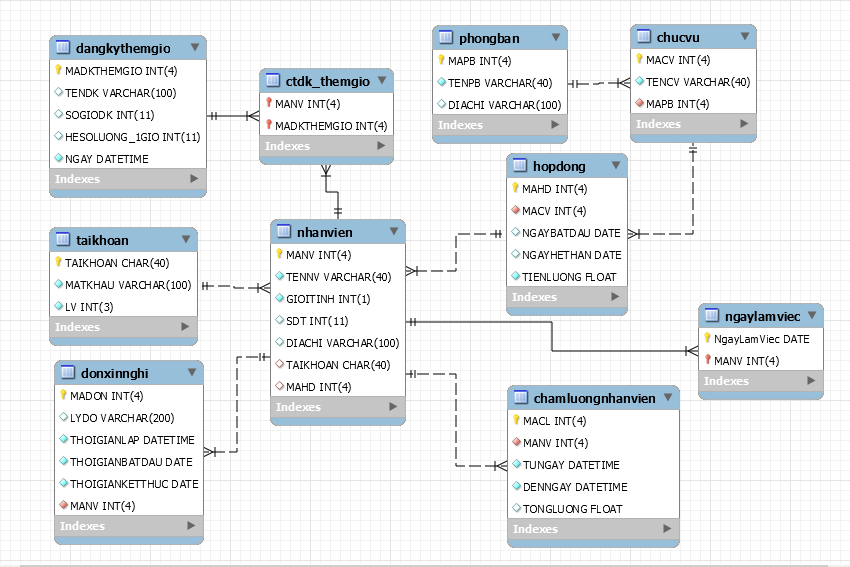 dangkythemgio
MADKTHEMGIO INT(4)
TENDK VARCHAR(100)
SOGIODK INT(11)
HESOLUONG_1GIO INT(11)
NGAY DATETIME
Indexes
ctdk_themgio
MANV INT(4)
MADKTHEMGIO INT(4)
Indexes
phongban
MAPB INT(4)
TENPB VARCHAR(40)
DIACHI VARCHAR(100)
Indexes
chucvu
MACV INT(4)
TENCV VARCHAR(40)
MAPB INT(4)
Indexes
hopdong
MAHD INT(4)
MACV INT(4)
NGAYBATDAU DATE
NGAYHETHAN DATE
TIENLUONG FLOAT
Indexes
taikhoan
TAIKHOAN CHAR(40)
MATKHAU VARCHAR(100)
LV INT(3)
Indexes
nhanvien
MANV INT(4)
TENNV VARCHAR(40)
GIOITINH INT(1)
SDT INT(11)
DIACHI VARCHAR(100)
TAIKHOAN CHAR(40)
MAHD INT(4)
Indexes
ngaylamviec
NgayLamViec DATE
MANV INT(4)
Indexes
donxinnghi
MADON INT(4)
LYDO VARCHAR(200)
THOIGIANLAP DATETIME
THOIGIANBATDAU DATE
THOIGIANKETTHUC DATE
MANV INT(4)
Indexes
chamluongnhanvien
MACL INT(4)
MANV INT(4)
TUNGAY DATETIME
DENNGAY DATETIME
TONGLUONG FLOAT
Indexes